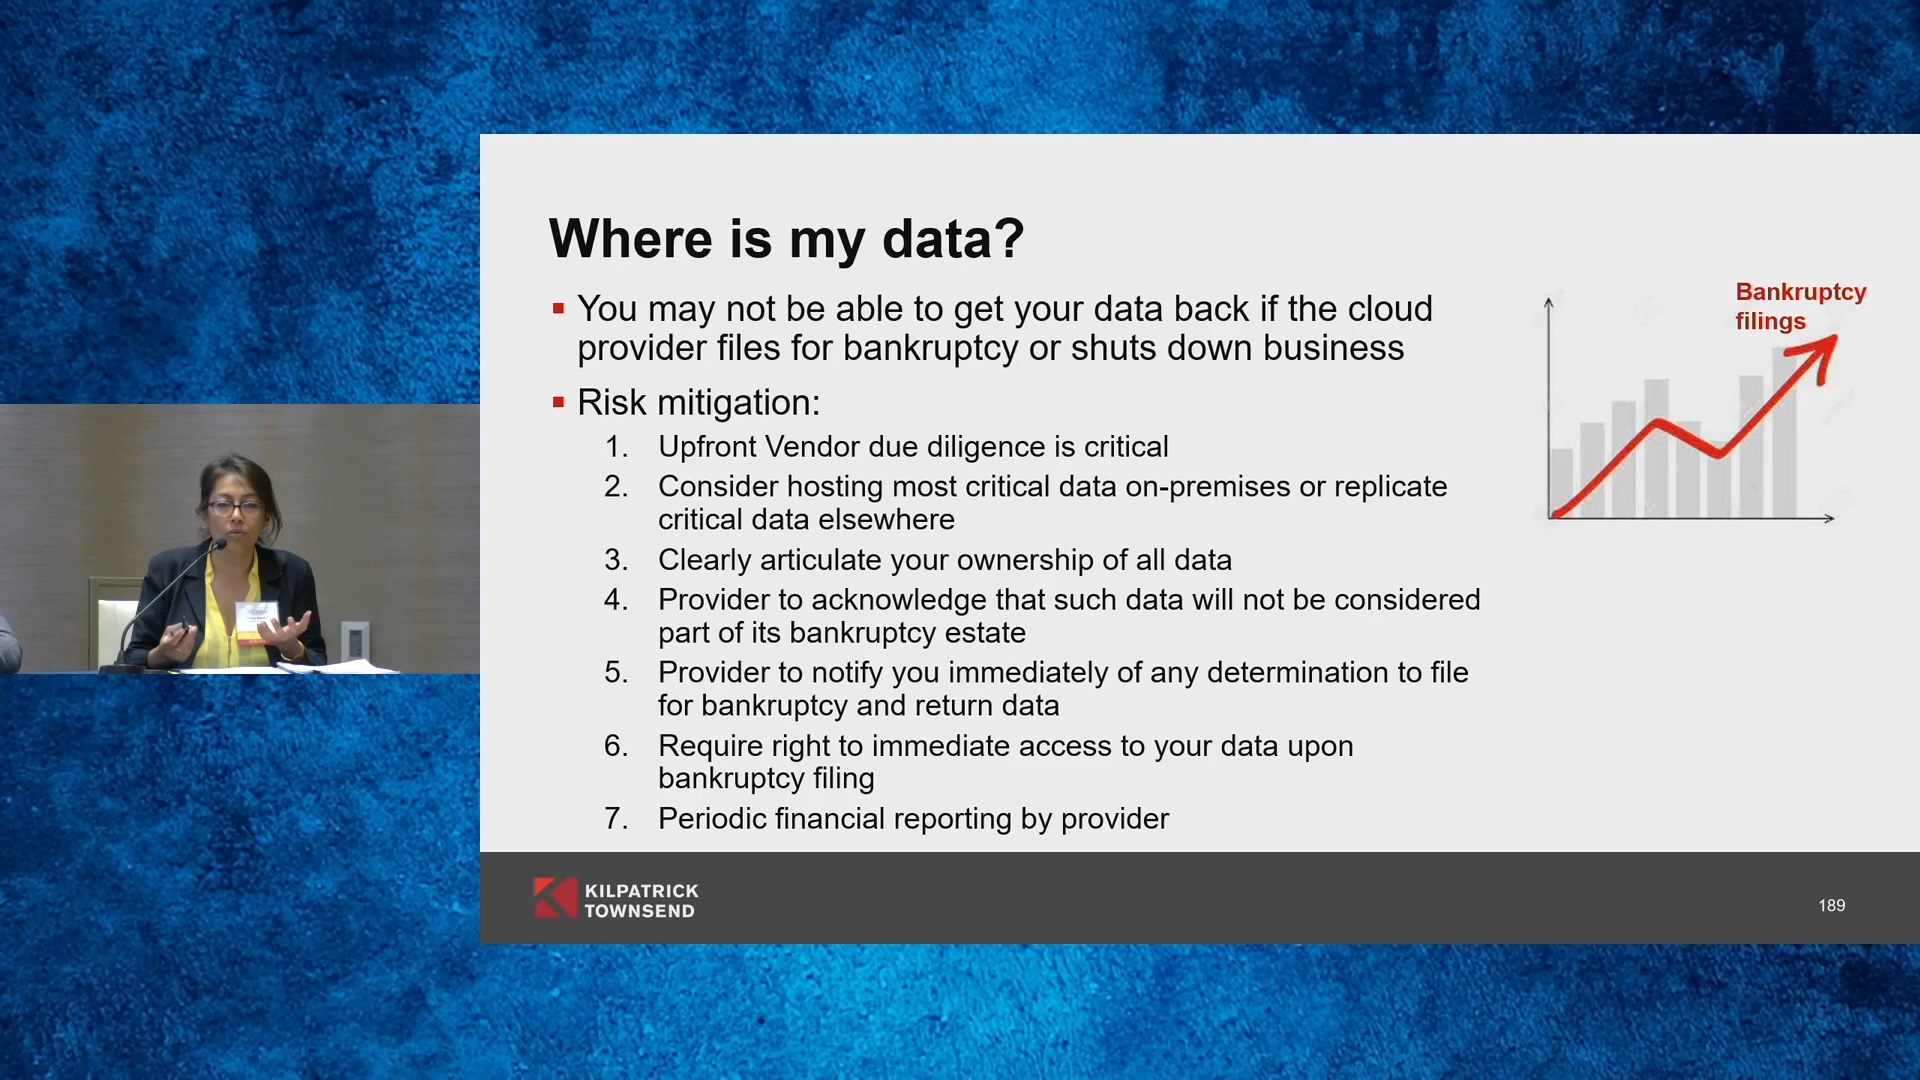 Where is my data?
▪ You may not be able to get your data back if the cloud
provider files for bankruptcy or shuts down business
▪ Risk mitigation:
1. Upfront Vendor due diligence is critical
2. Consider hosting most critical data on-premises or replicate
critical data elsewhere
3. Clearly articulate your ownership of all data
4. Provider to acknowledge that such data will not be considered
part of its bankruptcy estate
5. Provider to notify you immediately of any determination to file
for bankruptcy and return data
6. Require right to immediate access to your data upon
bankruptcy filing
7. Periodic financial reporting by provider
Bankruptcy
filings
KILPATRICK
TOWNSEND
189